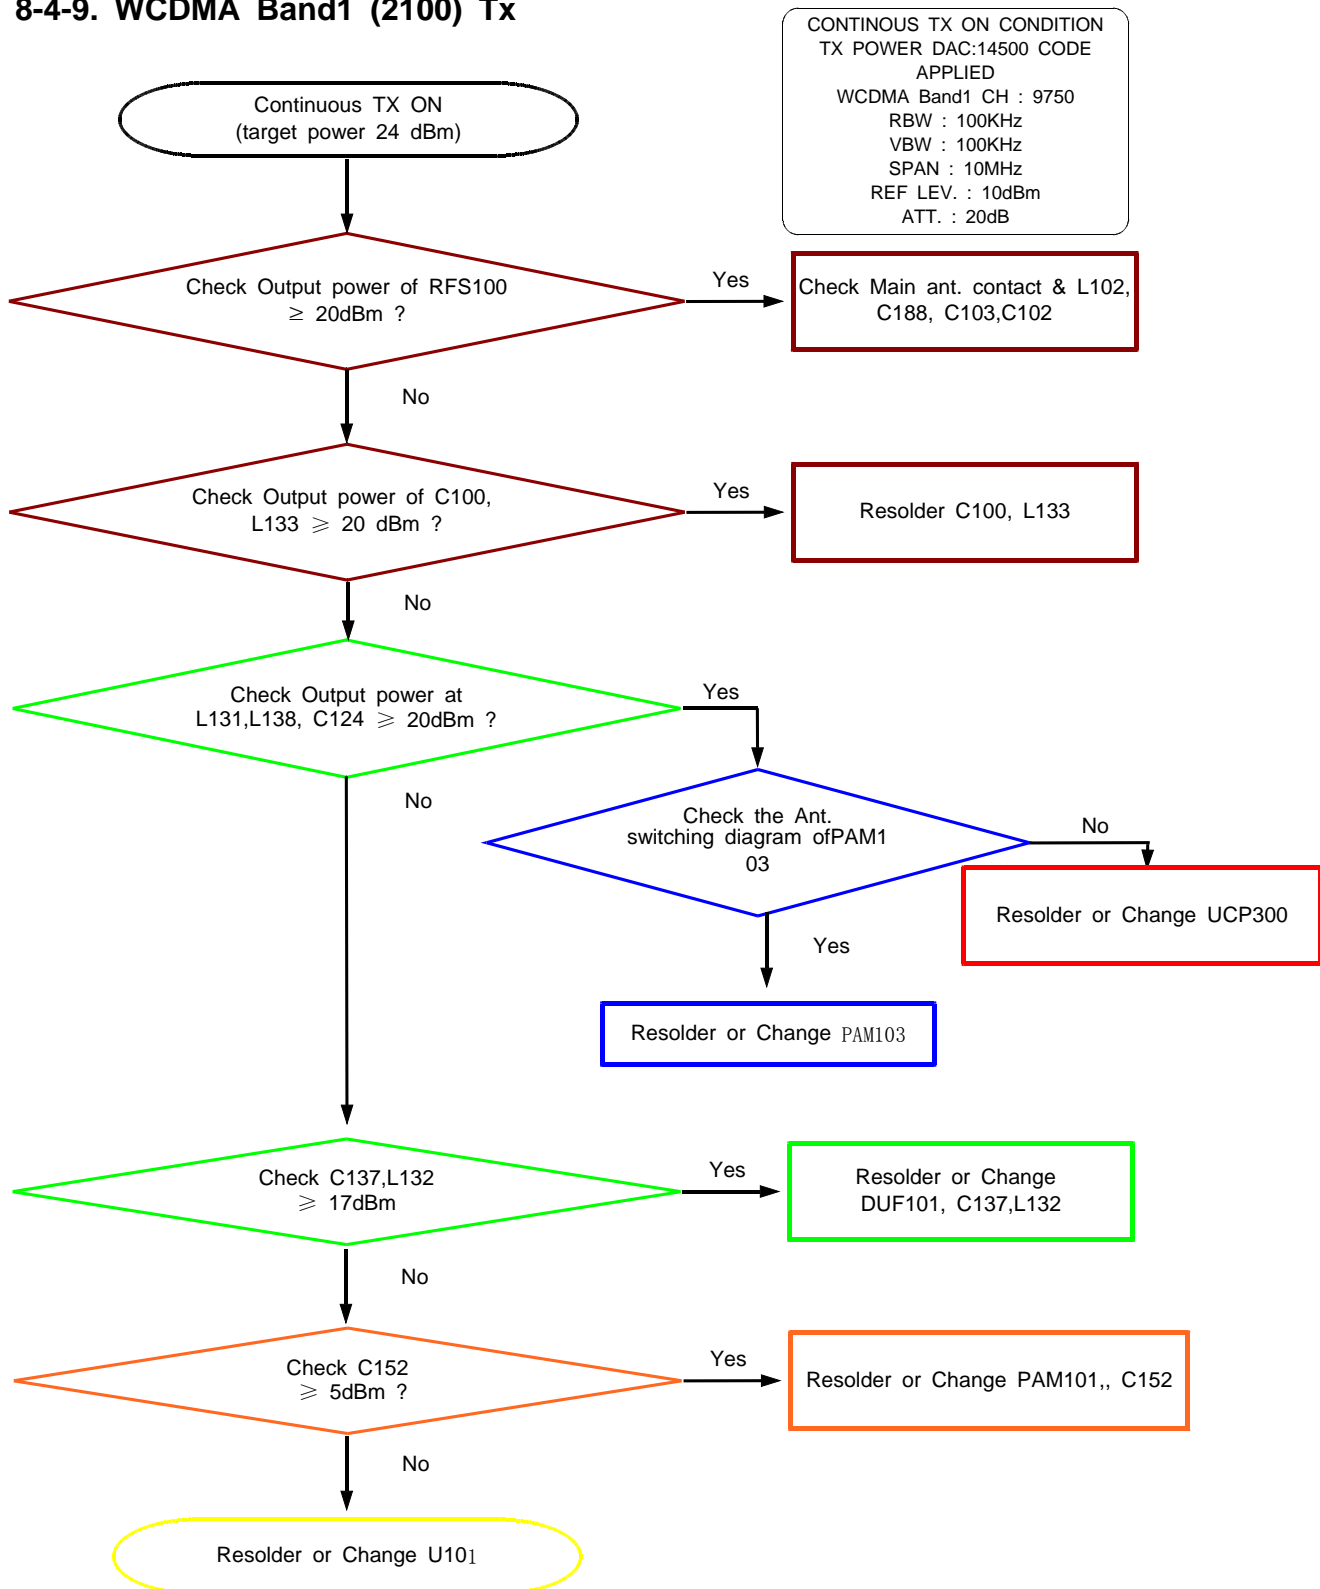 8-4-9. WCDMA Band1 (2100) Tx
CONTINOUS TX ON CONDITION
TX POWER DAC:14500 CODE
APPLIED
WCDMA Band1 CH : 9750
RBW : 100KHz
VBW : 100KHz
SPAN : 10MHz
REF LEV. : 10dBm
ATT. : 20dB
Continuous TX ON
(target power 24 dBm)
Check Output power of RFS100
≥ 20dBm ?
Yes
Check Main ant. contact & L102,
C188, C103,C102
No
Check Output power of C100,
L133 ≥ 20 dBm ?
Yes
Resolder C100, L133
No
Check Output power at
L131,L138, C124 ≥ 20dBm ?
Yes
No
Check the Ant.
switching diagram ofPAM1
03
No
Resolder or Change UCP300
Yes
Resolder or Change PAM103
Check C137,L132
≥ 17dBm
Yes
Resolder or Change
DUF101, C137,L132
No
Check C152
≥ 5dBm ?
Yes
Resolder or Change PAM101,, C152
No
Resolder or Change U101